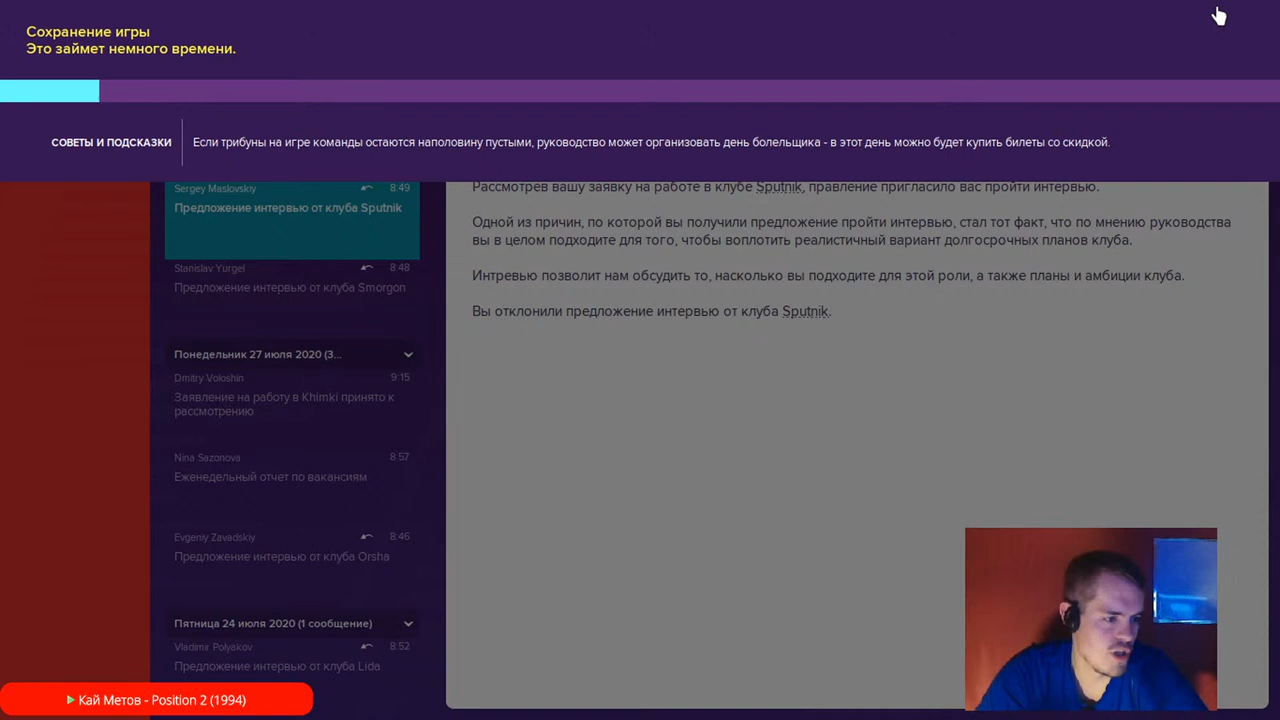 Сохранение игры
Это займет немного времени.
СОВЕТЫ И ПОДСКАЗКИ
Если трибуны на игре команды остаются наполовину пустыми, руководство может организовать день болельщика - в этот день можно будет купить билеты со скидкой.
Sergey Maslovskiy 8:49
Предложение интервью от клуба Sputnik
Stanislav Yurgel 8:48
Предложение интервью от клуба Smorgon
Понедельник 27 июля 2020 (3...
Dmitry Voloshin 9:15
Заявление на работу в Khimki принято к
рассмотрению
Nina Sazonova 8:57
Еженедельный отчет по вакансиям
Evgeniy Zavadskiy 8:46
Предложение интервью от клуба Orsha
Пятница 24 июля 2020 (1 сообщение)
Vladimir Polyakov 8:52
Предложение интервью от клуба Lida
Рассмотрев вашу заявку на работе в клубе Sputnik, правление пригласило вас пройти интервью.
Одной из причин, по которой вы получили предложение пройти интервью, стал тот факт, что по мнению руководства
вы в целом подходите для того, чтобы воплотить реалистичный вариант долгосрочных планов клуба.
Интревью позволит нам обсудить то, насколько вы подходите для этой роли, а также планы и амбиции клуба.
Вы отклонили предложение интервью от клуба Sputnik.
Кай Метов - Position 2 (1994)